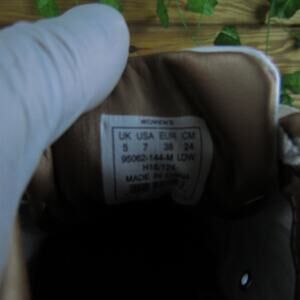 WOMEN'S
UK USA EUR CM
5 7 38 24
95062-144-M LOW
H16/124
MADE IN CHINA